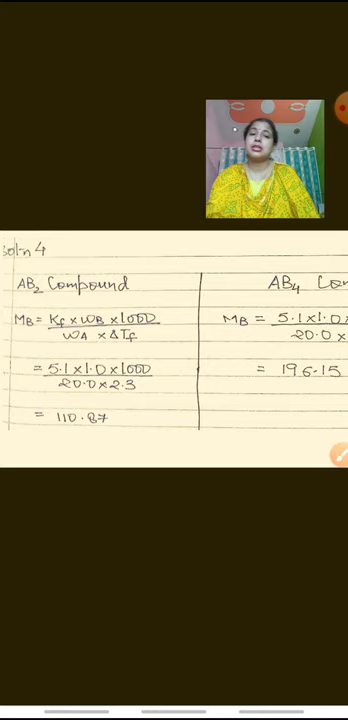 Soln 4
AB₂ Compound
MB = Kf × WB × 1000 / WA × ΔTf
= 5.1 × 1.0 × 1000 / 20.0 × 2.3
= 110.87
AB₄ Com
MB = 5.1 × 1.0 × / 20.0 ×
= 196.15